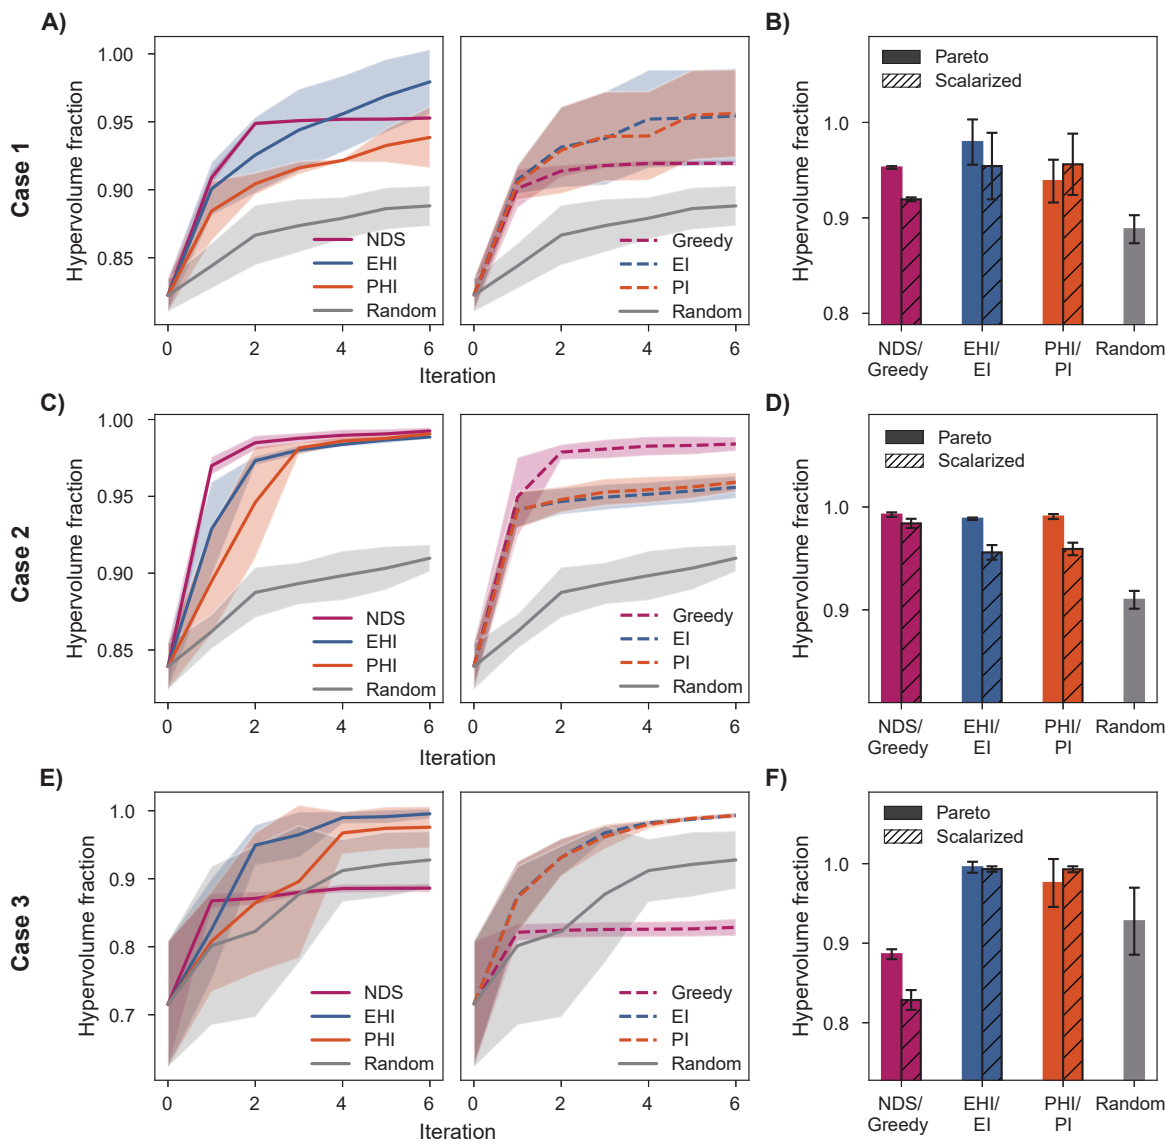 A)
B)
Case 1
Hypervolume fraction
1.00
0.95
0.90
0.85
NDS
EHI
PHI
Random
0 2 4 6
Greedy
EI
PI
Random
0 2 4 6
Iteration
Hypervolume fraction
1.0
0.9
0.8
Pareto
Scalarized
NDS/
Greedy
EHI/
EI
PHI/
PI
Random
C)
D)
Case 2
Hypervolume fraction
1.00
0.95
0.90
0.85
NDS
EHI
PHI
Random
0 2 4 6
Greedy
EI
PI
Random
0 2 4 6
Iteration
Hypervolume fraction
1.0
0.9
Pareto
Scalarized
NDS/
Greedy
EHI/
EI
PHI/
PI
Random
E)
F)
Case 3
Hypervolume fraction
1.0
0.9
0.8
0.7
NDS
EHI
PHI
Random
0 2 4 6
Greedy
EI
PI
Random
0 2 4 6
Iteration
Hypervolume fraction
1.0
0.9
0.8
Pareto
Scalarized
NDS/
Greedy
EHI/
EI
PHI/
PI
Random